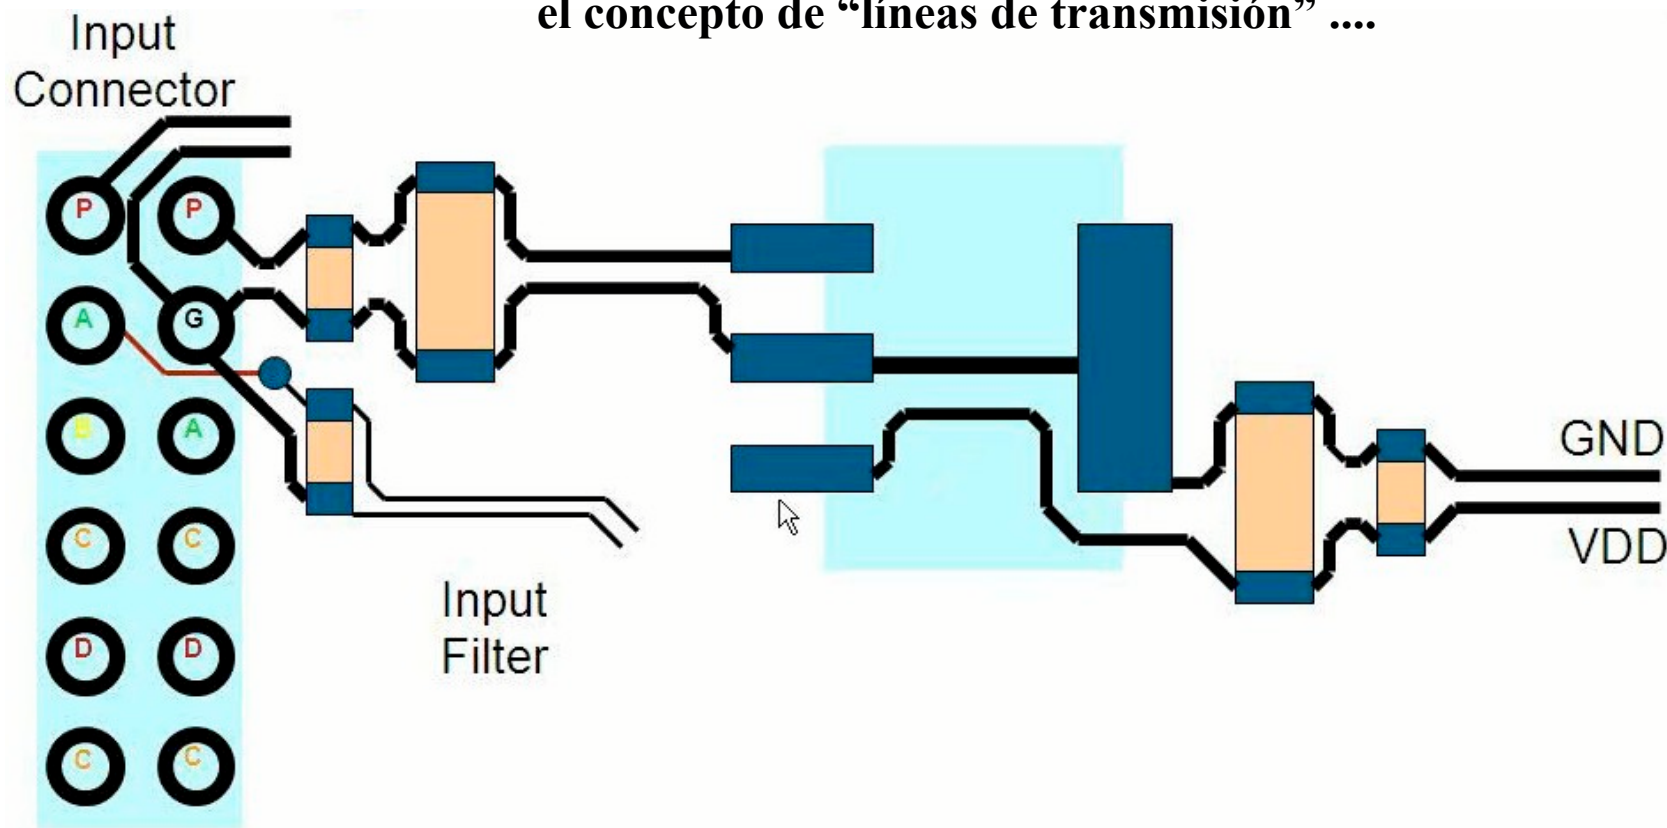 el concepto de “líneas de transmisión” ....
Input
Connector
P P
A G
B A
C C
D D
C C
Input
Filter
GND
VDD